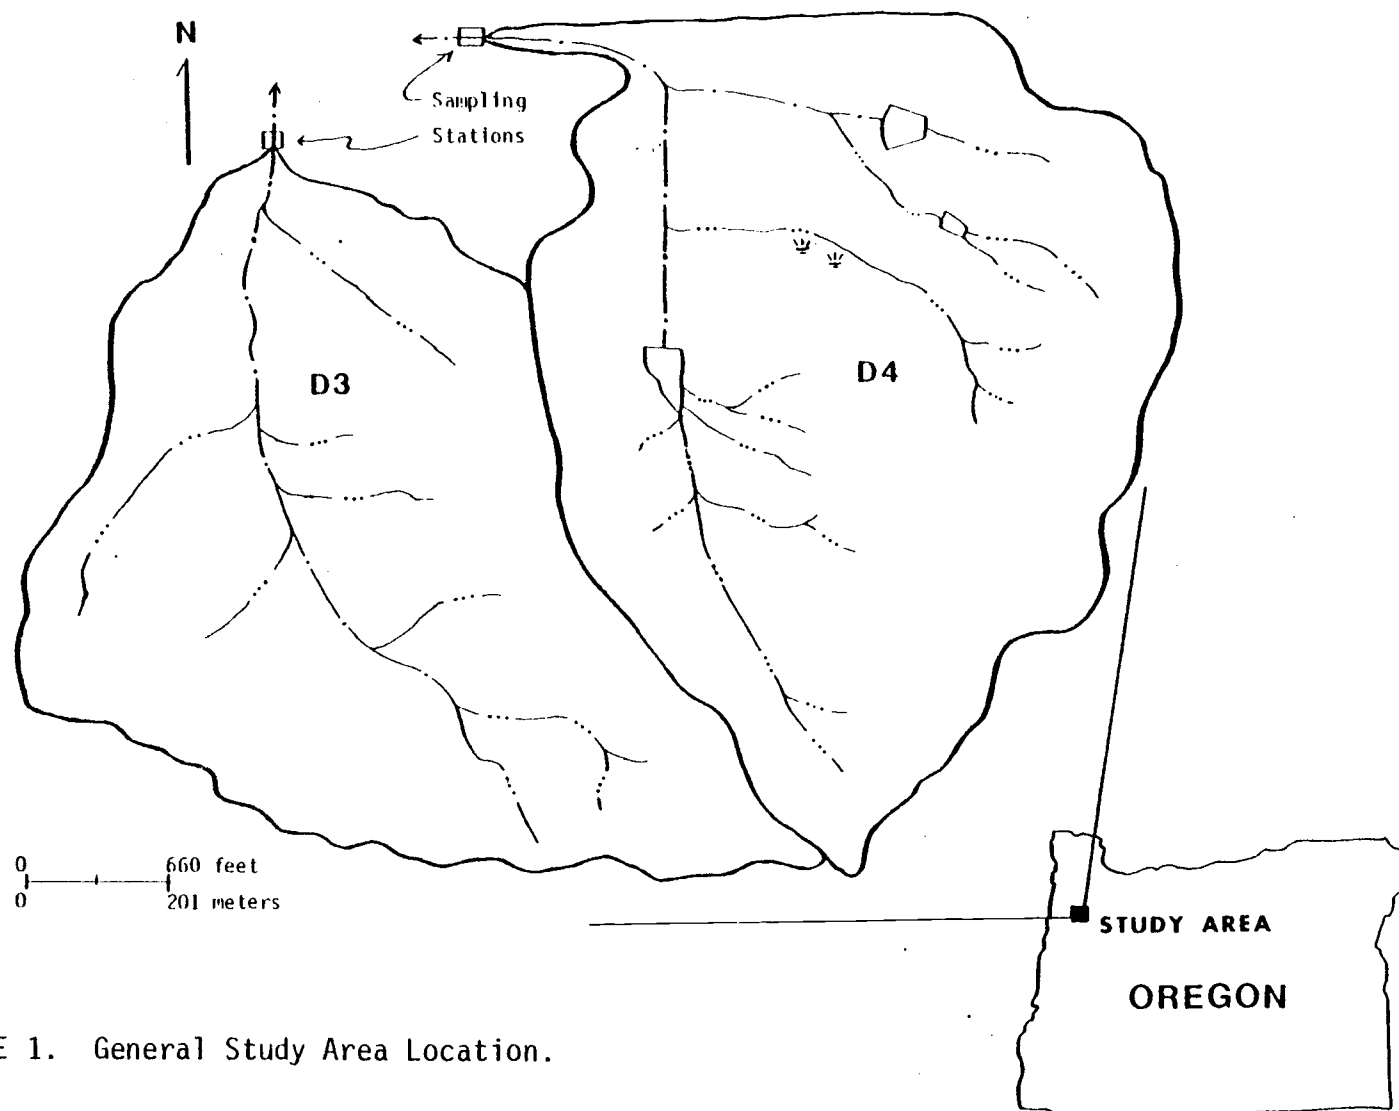 N
Sampling
Stations
D3
D4
0 660 feet
0 201 meters
STUDY AREA
OREGON
E 1. General Study Area Location.